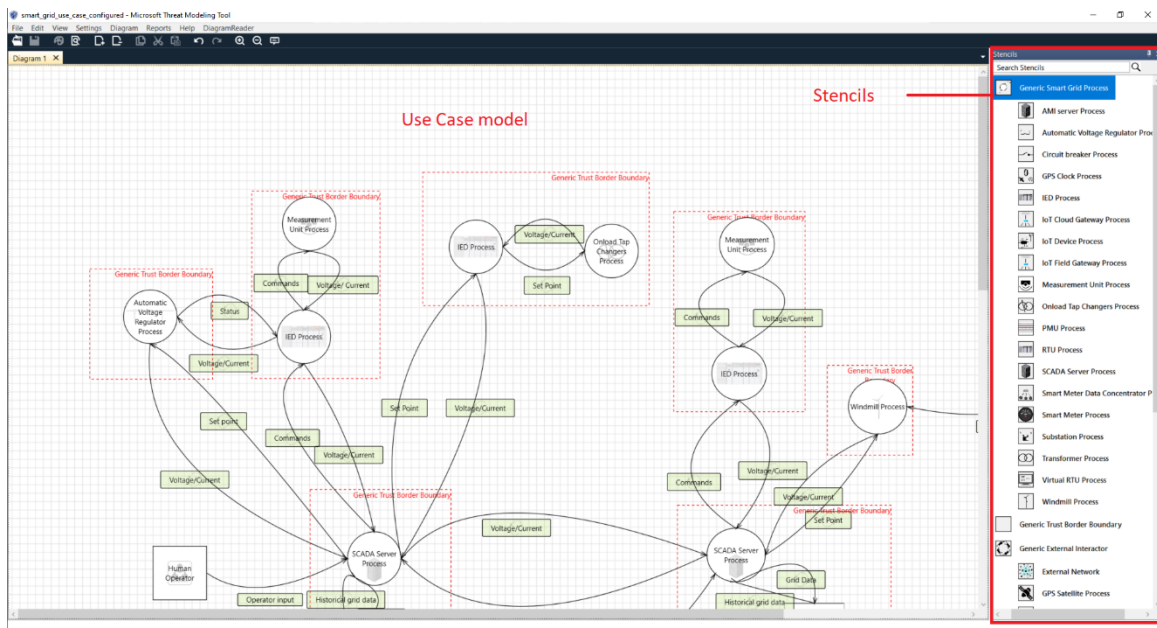 smart_grid_use_case_configured - Microsoft Threat Modeling Tool
File Edit View Settings Diagram Reports Help DiagramReader
Diagram 1
Use Case model
Stencils
Generic Trust Border Boundary
Measurement
Unit Process
Commands
Voltage/ Current
IED Process
Generic Trust Border Boundary
Automatic
Voltage
Regulator
Process
Status
Voltage/Current
Set point
Voltage/Current
Commands
Voltage/Current
Generic Trust Border Boundary
IED Process
Voltage/Current
Onload Tap
Changers
Process
Set Point
Set Point
Voltage/Current
Generic Trust Border Boundary
SCADA Server
Process
Human
Operator
Operator input
Historical grid data
Voltage/Current
Generic Trust Border Boundary
Measurement
Unit Process
Commands
Voltage/Current
IED Process
Commands
Voltage/Current
Generic Trust Border
Boundary
Windmill Process
Voltage/Current
Set Point
Generic Trust Border Boundary
SCADA Server
Process
Grid Data
Historical grid data
Stencils
Search Stencils
Generic Smart Grid Process
AMI server Process
Automatic Voltage Regulator Proc
Circuit breaker Process
GPS Clock Process
IED Process
IoT Cloud Gateway Process
IoT Device Process
IoT Field Gateway Process
Measurement Unit Process
Onload Tap Changers Process
PMU Process
RTU Process
SCADA Server Process
Smart Meter Data Concentrator P
Smart Meter Process
Substation Process
Transformer Process
Virtual RTU Process
Windmill Process
Generic Trust Border Boundary
Generic External Interactor
External Network
GPS Satellite Process